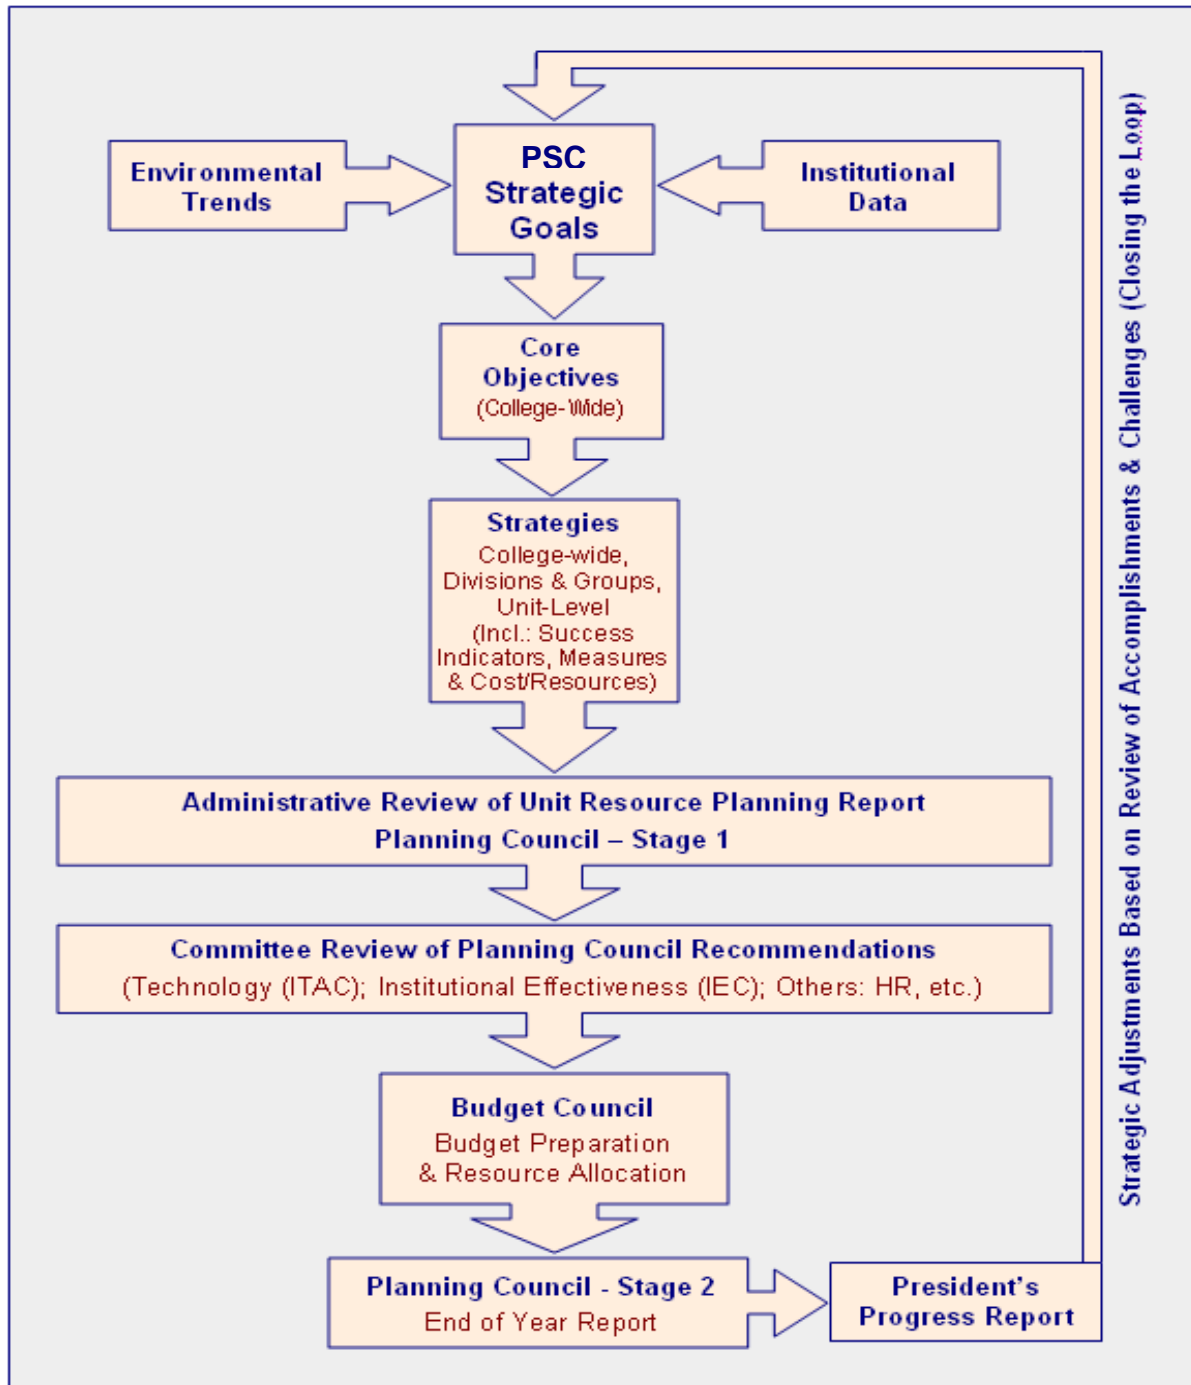 PSC
Strategic
Goals
Environmental
Trends
Institutional
Data
Core
Objectives
(College-Wide)
Strategies
College-wide,
Divisions & Groups,
Unit-Level
(Incl.: Success
Indicators, Measures
& Cost/Resources)
Administrative Review of Unit Resource Planning Report
Planning Council – Stage 1
Committee Review of Planning Council Recommendations
(Technology (ITAC); Institutional Effectiveness (IEC); Others: HR, etc.)
Budget Council
Budget Preparation
& Resource Allocation
Planning Council - Stage 2
End of Year Report
President’s
Progress Report
Strategic Adjustments Based on Review of Accomplishments & Challenges (Closing the Loop)